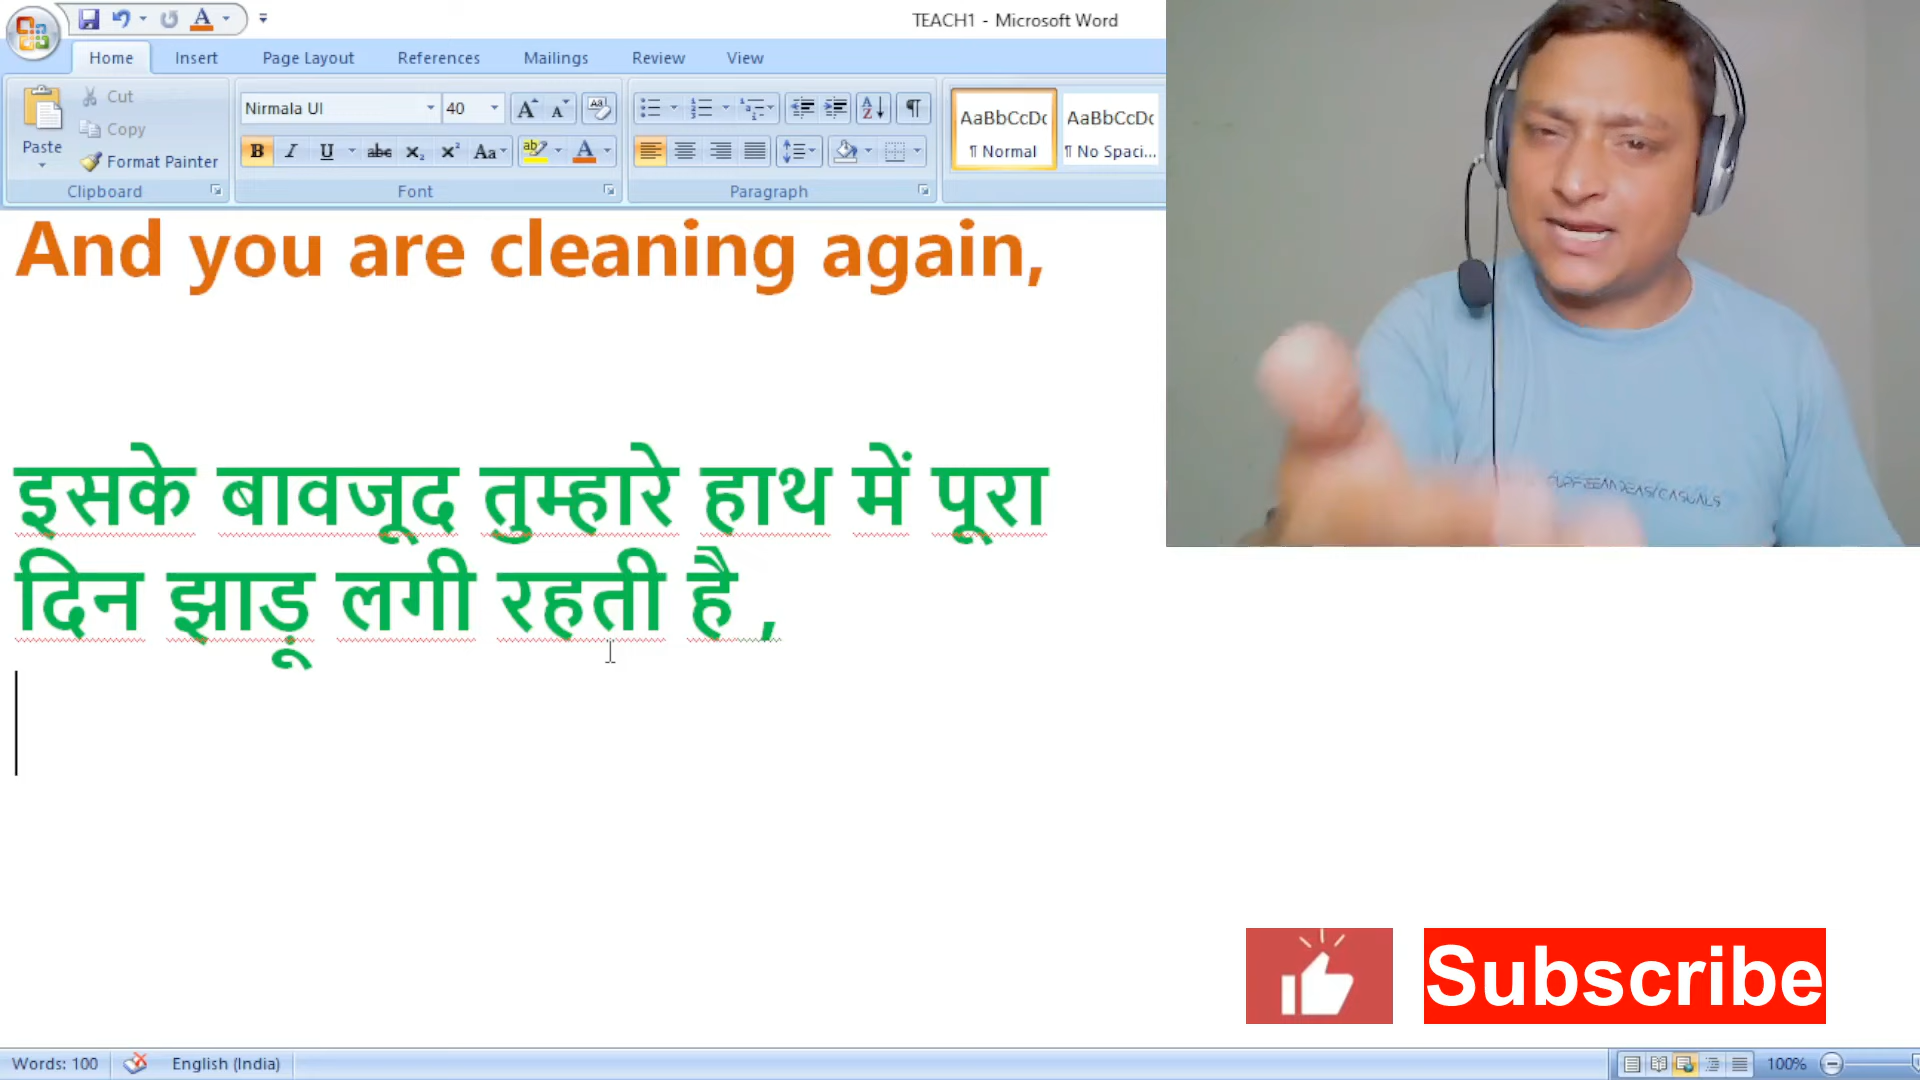 TEACH1 - Microsoft Word
Home Insert Page Layout References Mailings Review View
Paste
Cut
Copy
Format Painter
Clipboard
Nirmala UI 40
Font
Paragraph
AaBbCcDc AaBbCcDc
¶ Normal ¶ No Spaci...
And you are cleaning again,
इसके बावजूद तुम्हारे हाथ में पूरा
दिन झाड़ू लगी रहती है ,
Subscribe
Words: 100 English (India) 100%